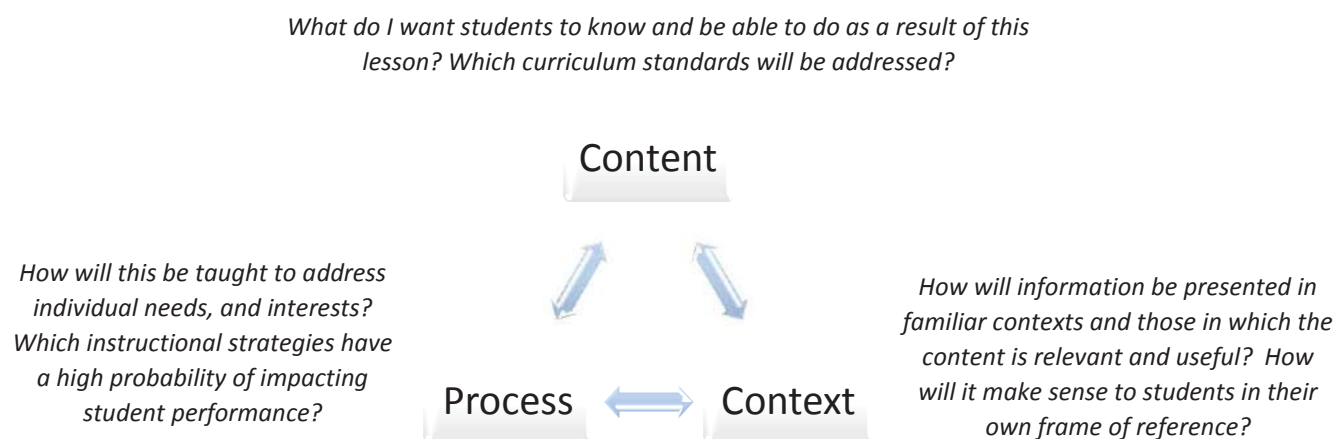 What do I want students to know and be able to do as a result of this
lesson? Which curriculum standards will be addressed?
Content
How will this be taught to address
individual needs, and interests?
Which instructional strategies have
a high probability of impacting
student performance?
Process
Context
How will information be presented in
familiar contexts and those in which the
content is relevant and useful?  How
will it make sense to students in their
own frame of reference?